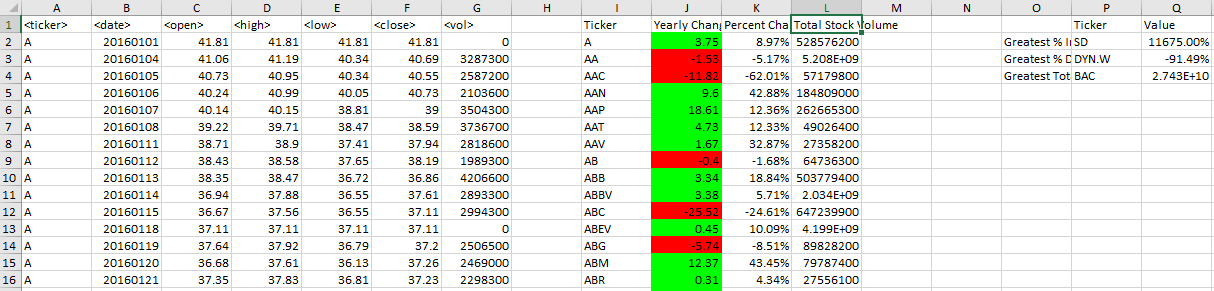 A B C D E F G H I J K L M N O P Q
1 <ticker> <date> <open> <high> <low> <close> <vol> Ticker Yearly Chan Percent Cha Total Stock Volume Ticker Value
2 A 20160101 41.81 41.81 41.81 41.81 0 A 3.75 8.97% 528576200 Greatest % I SD 11675.00%
3 A 20160104 41.06 41.19 40.34 40.69 3287300 AA -1.53 -5.17% 5.208E+09 Greatest % D DYN.W -91.49%
4 A 20160105 40.73 40.95 40.34 40.55 2587200 AAC -11.82 -62.01% 57179800 Greatest Tot BAC 2.743E+10
5 A 20160106 40.24 40.99 40.05 40.73 2103600 AAN 9.6 42.88% 184809000
6 A 20160107 40.14 40.15 38.81 39 3504300 AAP 18.61 12.36% 262665300
7 A 20160108 39.22 39.71 38.47 38.59 3736700 AAT 4.73 12.33% 49026400
8 A 20160111 38.71 38.9 37.41 37.94 2818600 AAV 1.67 32.87% 27358200
9 A 20160112 38.43 38.58 37.65 38.19 1989300 AB -0.4 -1.68% 64736300
10 A 20160113 38.35 38.47 36.72 36.86 4206600 ABB 3.34 18.84% 503779400
11 A 20160114 36.94 37.88 36.55 37.61 2893300 ABBV 3.38 5.71% 2.034E+09
12 A 20160115 36.67 37.56 36.55 37.11 2994300 ABC -25.52 -24.61% 647239900
13 A 20160118 37.11 37.11 37.11 37.11 0 ABEV 0.45 10.09% 4.199E+09
14 A 20160119 37.64 37.92 36.79 37.2 2506500 ABG -5.74 -8.51% 89828200
15 A 20160120 36.68 37.61 36.13 37.26 2469000 ABM 12.37 43.45% 79787400
16 A 20160121 37.35 37.83 36.81 37.23 2298300 ABR 0.31 4.34% 27556100